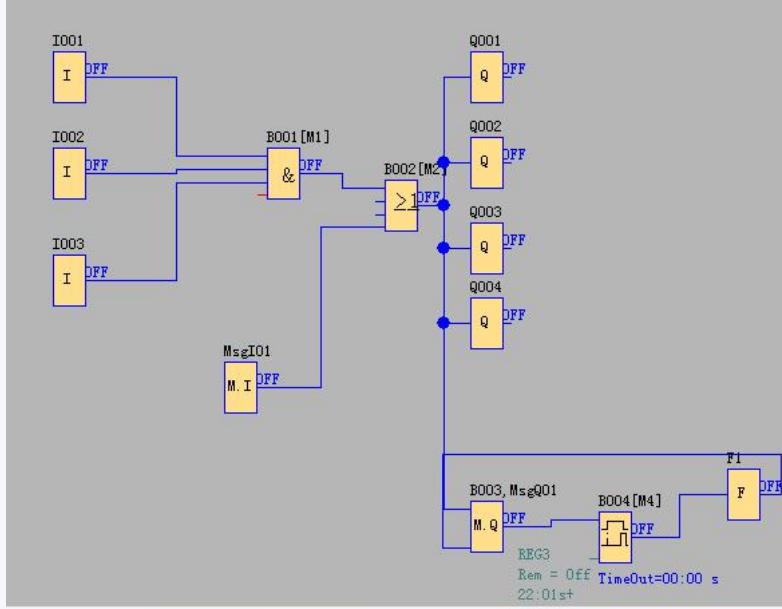 I001
I
OFF
I002
I
OFF
I003
I
OFF
B001[M1]
&
OFF
B002[M2]
≥1
OFF
MsgI01
M.I
OFF
Q001
Q
OFF
Q002
Q
OFF
Q003
Q
OFF
Q004
Q
OFF
B003,MsgQ01
M.Q
OFF
REG3
Rem = Off
22:01s+
B004[M4]
OFF
TimeOut=00:00 s
F1
F
OFF